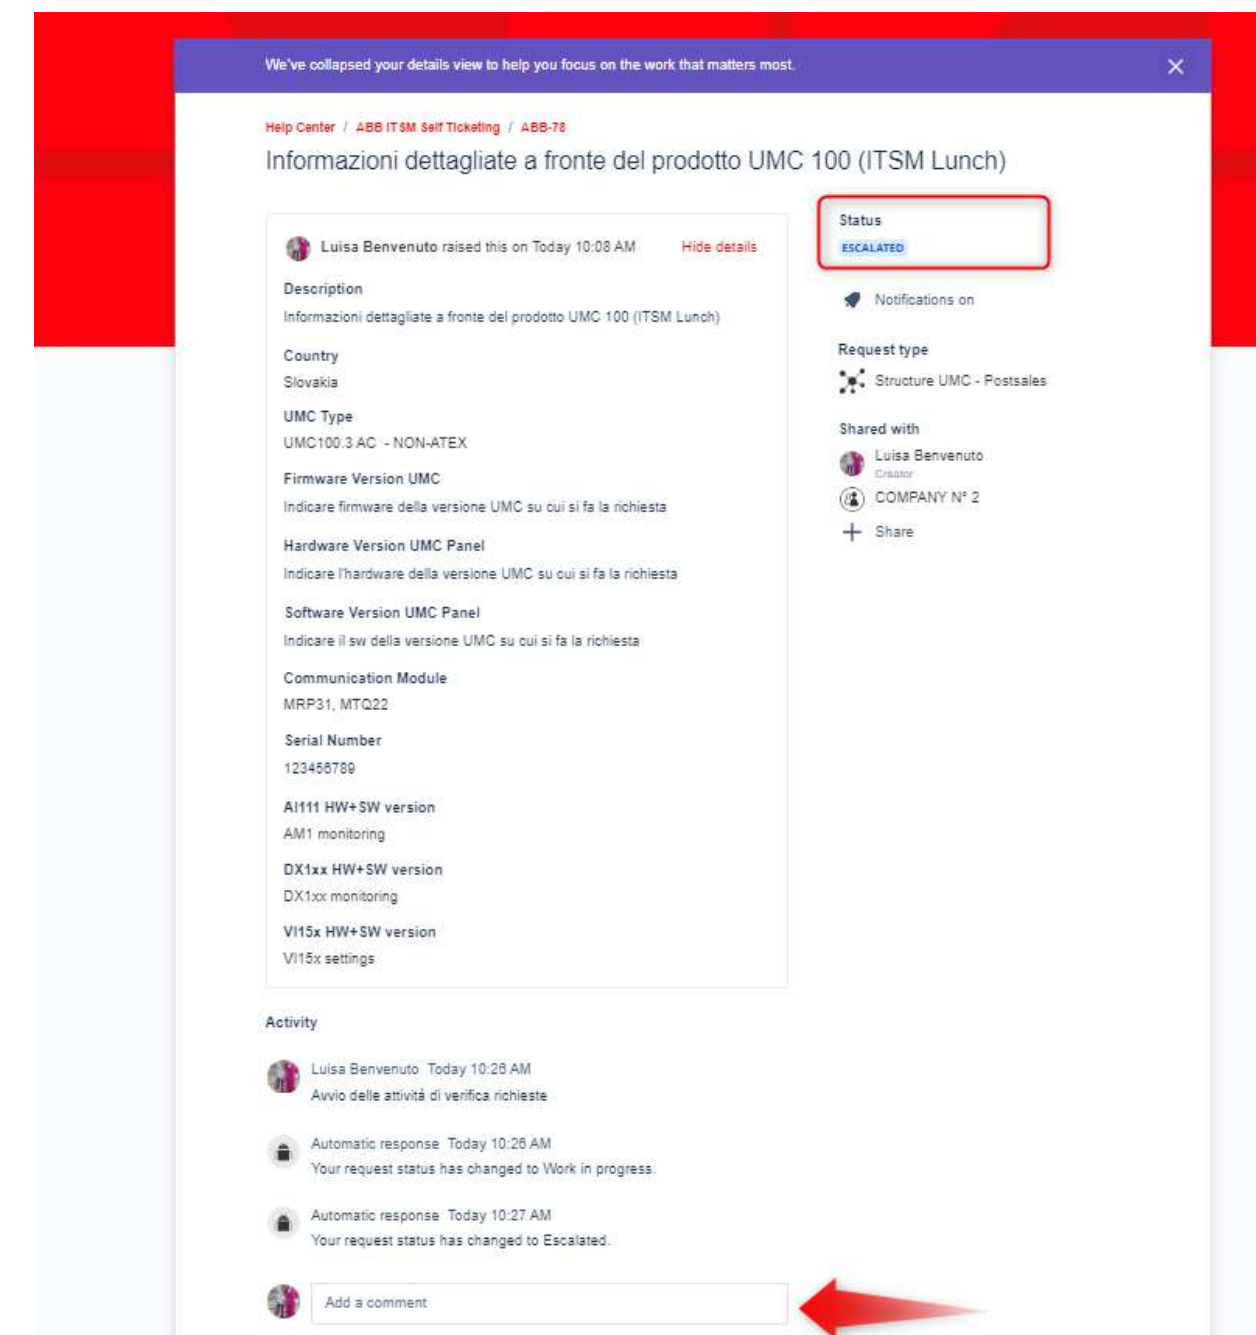 We've collapsed your details view to help you focus on the work that matters most.
Help Center / ABB ITSM Self Ticketing / ABB-78
Informazioni dettagliate a fronte del prodotto UMC 100 (ITSM Lunch)
Luisa Benvenuto raised this on Today 10:08 AM Hide details
Description
Informazioni dettagliate a fronte del prodotto UMC 100 (ITSM Lunch)
Country
Slovakia
UMC Type
UMC100.3 AC - NON-ATEX
Firmware Version UMC
Indicare firmware della versione UMC su cui si fa la richiesta
Hardware Version UMC Panel
Indicare l'hardware della versione UMC su cui si fa la richiesta
Software Version UMC Panel
Indicare il sw della versione UMC su cui si fa la richiesta
Communication Module
MRP31, MTQ22
Serial Number
123456789
AI111 HW+SW version
AM1 monitoring
DX1xx HW+SW version
DX1xx monitoring
VI15x HW+SW version
VI15x settings
Status
ESCALATED
Notifications on
Request type
Structure UMC - Postsales
Shared with
Luisa Benvenuto
Creator
COMPANY N° 2
Share
Activity
Luisa Benvenuto Today 10:26 AM
Avvio delle attività di verifica richieste
Automatic response Today 10:26 AM
Your request status has changed to Work in progress.
Automatic response Today 10:27 AM
Your request status has changed to Escalated.
Add a comment